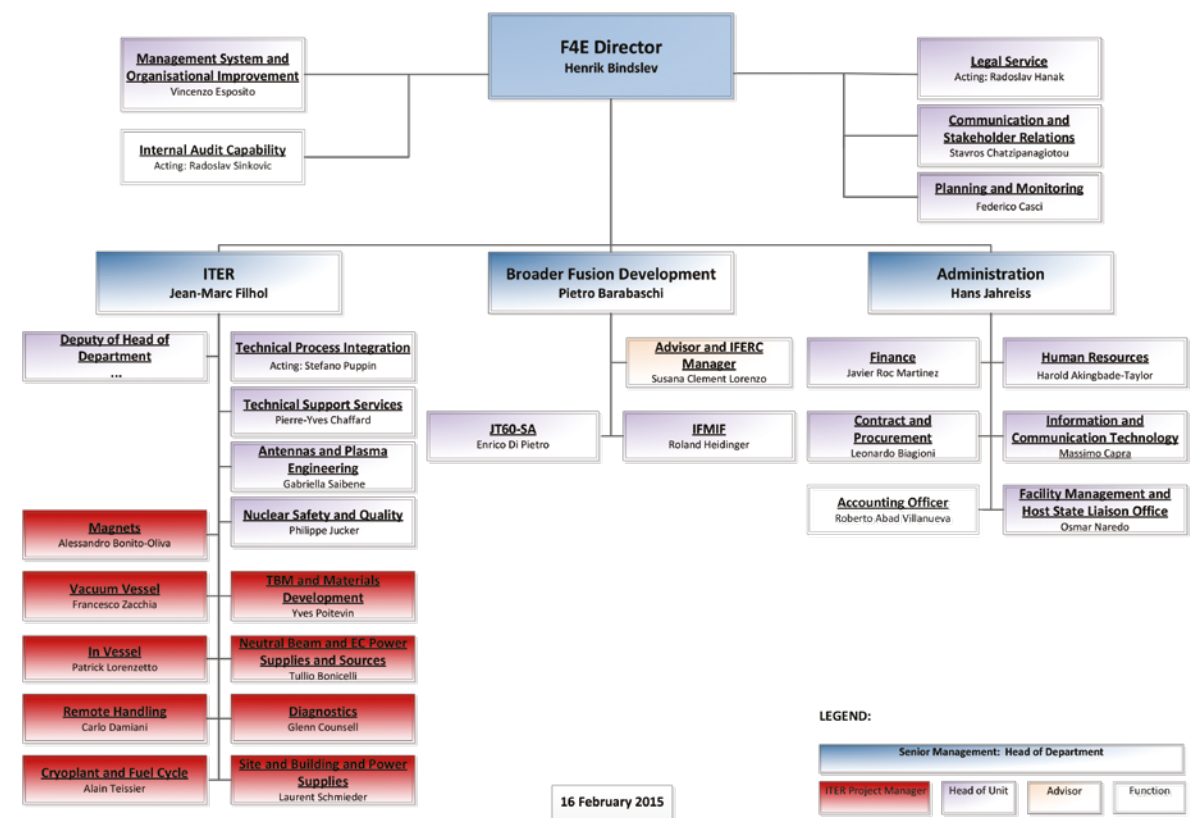 F4E Director
Henrik Bindslev
Management System and
Organisational Improvement
Vincenzo Esposito
Internal Audit Capability
Acting: Radoslav Sinkovic
Legal Service
Acting: Radoslav Hanak
Communication and
Stakeholder Relations
Stavros Chatzipanagiotou
Planning and Monitoring
Federico Casci
ITER
Jean-Marc Filhol
Deputy of Head of
Department
...
Technical Process Integration
Acting: Stefano Puppin
Technical Support Services
Pierre-Yves Chaffard
Antennas and Plasma
Engineering
Gabriella Saibene
Nuclear Safety and Quality
Philippe Jucker
Magnets
Alessandro Bonito-Oliva
Vacuum Vessel
Francesco Zacchia
TBM and Materials
Development
Yves Poitevin
In Vessel
Patrick Lorenzetto
Neutral Beam and EC Power
Supplies and Sources
Tullio Bonicelli
Remote Handling
Carlo Damiani
Diagnostics
Glenn Counsell
Cryoplant and Fuel Cycle
Alain Teissier
Site and Building and Power
Supplies
Laurent Schmieder
Broader Fusion Development
Pietro Barabaschi
Advisor and IFERC
Manager
Susana Clement Lorenzo
JT60-SA
Enrico Di Pietro
IFMIF
Roland Heidinger
Administration
Hans Jahreiss
Finance
Javier Roc Martinez
Human Resources
Harold Akingbade-Taylor
Contract and
Procurement
Leonardo Biagioni
Information and
Communication Technology
Massimo Capra
Accounting Officer
Roberto Abad Villanueva
Facility Management and
Host State Liaison Office
Osmar Naredo
16 February 2015
LEGEND:
Senior Management: Head of Department
ITER Project Manager
Head of Unit
Advisor
Function